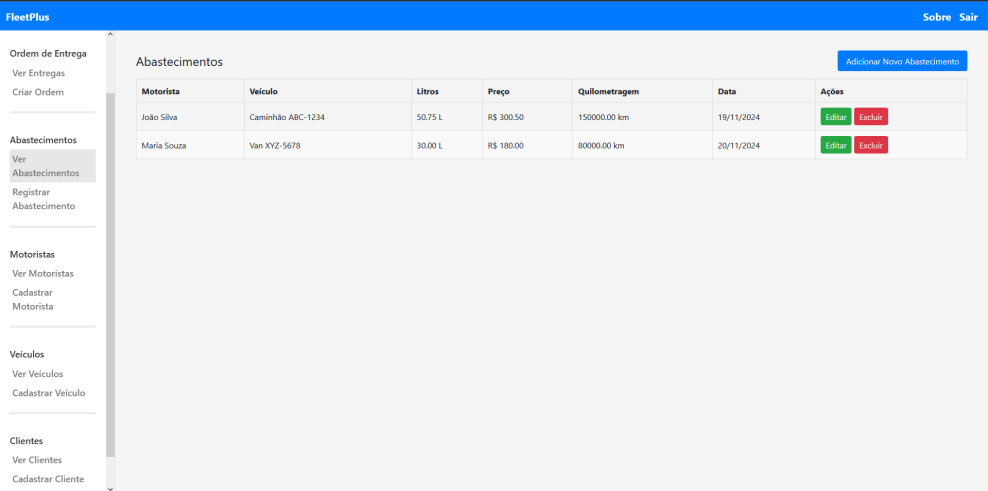 FleetPlus
Sobre Sair
Ordem de Entrega
Ver Entregas
Criar Ordem
Abastecimentos
Ver
Abastecimentos
Registrar
Abastecimento
Motoristas
Ver Motoristas
Cadastrar
Motorista
Veículos
Ver Veículos
Cadastrar Veículo
Clientes
Ver Clientes
Cadastrar Cliente
Abastecimentos
Adicionar Novo Abastecimento
Motorista Veículo Litros Preço Quilometragem Data Ações
João Silva Caminhão ABC-1234 50.75 L R$ 300.50 150000.00 km 19/11/2024 Editar Excluir
Maria Souza Van XYZ-5678 30.00 L R$ 180.00 80000.00 km 20/11/2024 Editar Excluir